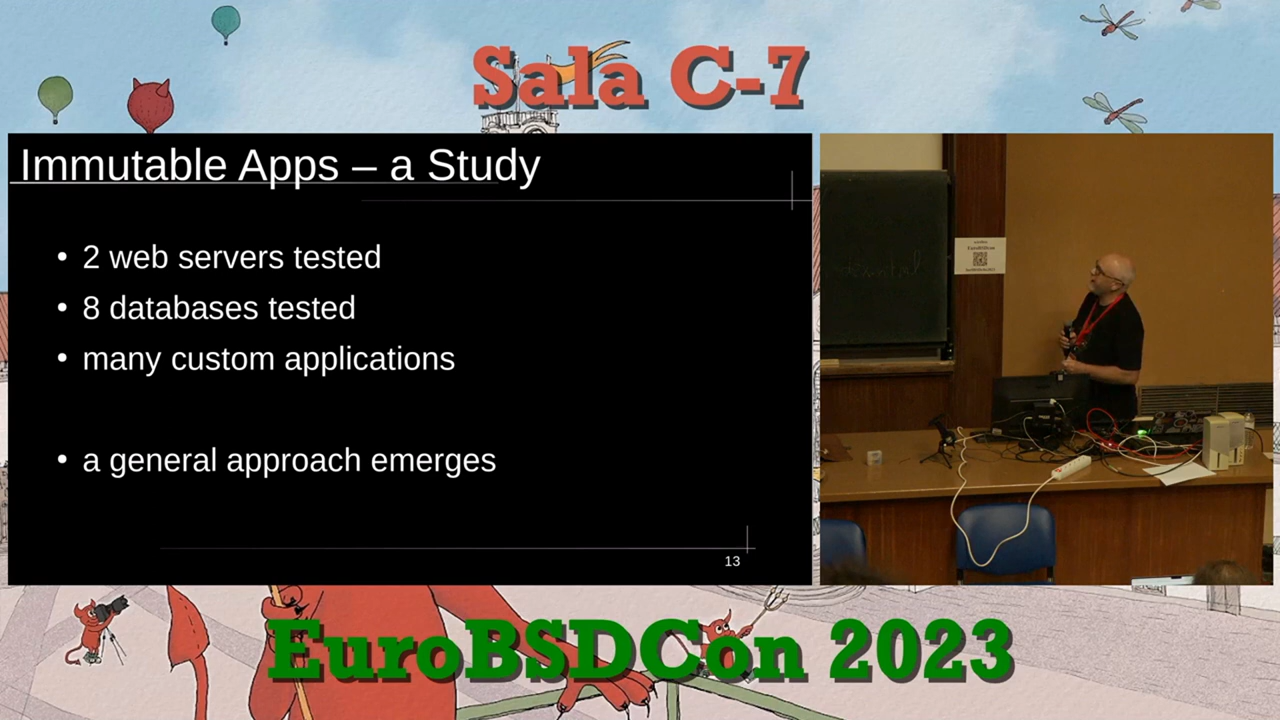 Sala C-7
Immutable Apps – a Study
• 2 web servers tested
• 8 databases tested
• many custom applications
• a general approach emerges
13
EuroBSDCon
EuroBSDCon 2023